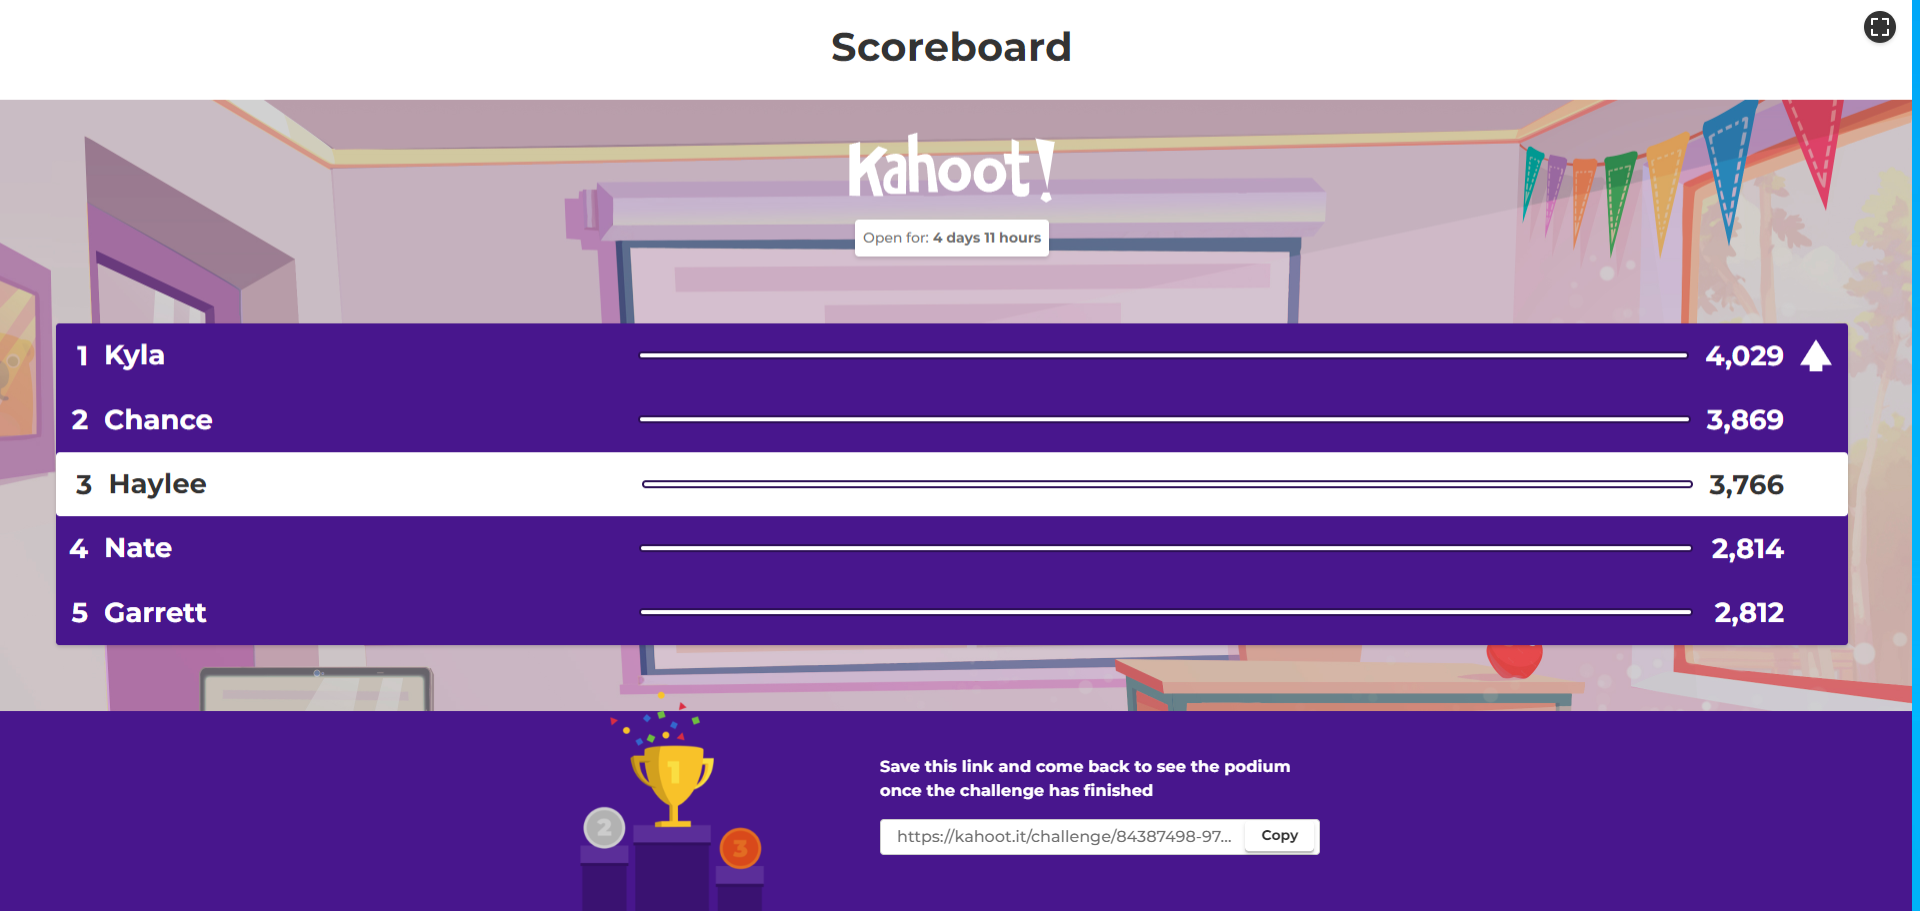 Scoreboard
Kahoot!
Open for: 4 days 11 hours
1 Kyla 4,029
2 Chance 3,869
3 Haylee 3,766
4 Nate 2,814
5 Garrett 2,812
1
2
3
Save this link and come back to see the podium
once the challenge has finished
https://kahoot.it/challenge/84387498-97... Copy